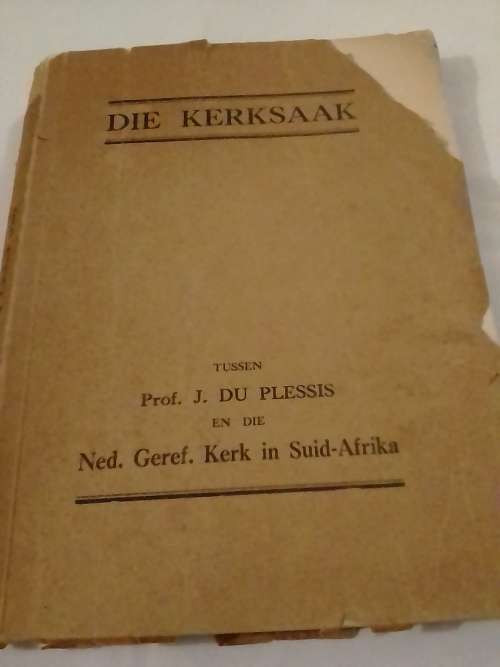 DIE KERKSAAK
TUSSEN
Prof. J. DU PLESSIS
EN DIE
Ned. Geref. Kerk in Suid-Afrika